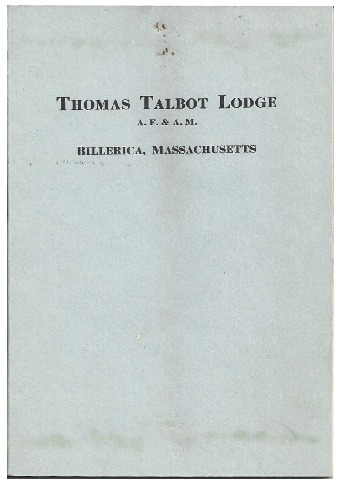 THOMAS TALBOT LODGE
A. F. & A. M.
BILLERICA, MASSACHUSETTS